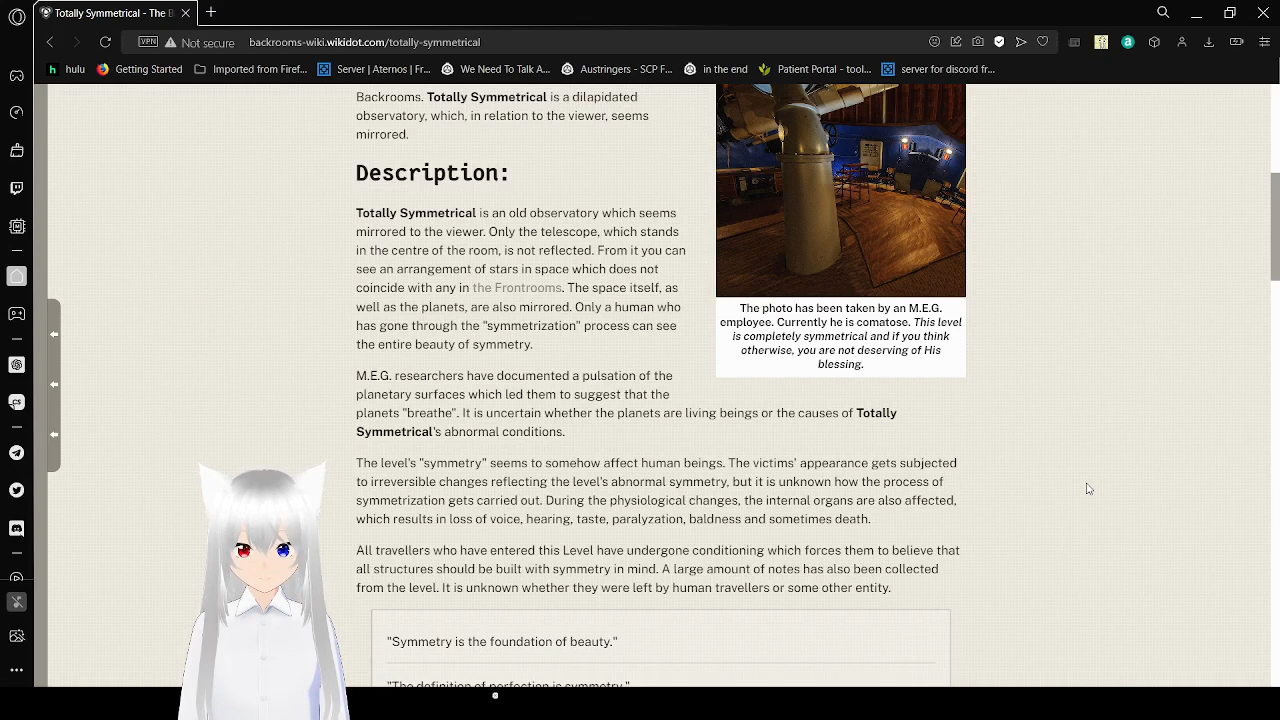 Totally Symmetrical - The B
VPN
Not secure
backrooms-wiki.wikidot.com/totally-symmetrical
hulu
Getting Started
Imported from Firef...
Server | Aternos | Fr...
We Need To Talk A...
Austringers - SCP F...
in the end
Patient Portal - tool...
server for discord fr...
Backrooms. Totally Symmetrical is a dilapidated
observatory, which, in relation to the viewer, seems
mirrored.
Description:
Totally Symmetrical is an old observatory which seems
mirrored to the viewer. Only the telescope, which stands
in the centre of the room, is not reflected. From it you can
see an arrangement of stars in space which does not
coincide with any in the Frontrooms. The space itself, as
well as the planets, are also mirrored. Only a human who
has gone through the "symmetrization" process can see
the entire beauty of symmetry.
The photo has been taken by an M.E.G.
employee. Currently he is comatose. This level
is completely symmetrical and if you think
otherwise, you are not deserving of His
blessing.
M.E.G. researchers have documented a pulsation of the
planetary surfaces which led them to suggest that the
planets "breathe". It is uncertain whether the planets are living beings or the causes of Totally
Symmetrical's abnormal conditions.
The level's "symmetry" seems to somehow affect human beings. The victims' appearance gets subjected
to irreversible changes reflecting the level's abnormal symmetry, but it is unknown how the process of
symmetrization gets carried out. During the physiological changes, the internal organs are also affected,
which results in loss of voice, hearing, taste, paralyzation, baldness and sometimes death.
All travellers who have entered this Level have undergone conditioning which forces them to believe that
all structures should be built with symmetry in mind. A large amount of notes has also been collected
from the level. It is unknown whether they were left by human travellers or some other entity.
"Symmetry is the foundation of beauty."
"The definition of perfection is symmetry."